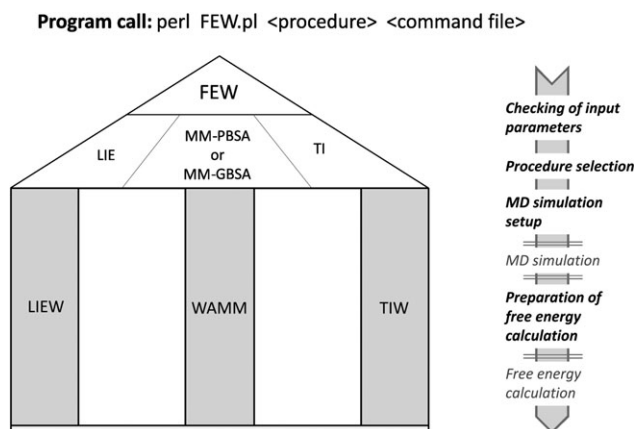 Program call: perl FEW.pl <procedure> <command file>
FEW
LIE
MM-PBSA
or
MM-GBSA
TI
LIEW
WAMM
TIW
Checking of input
parameters
Procedure selection
MD simulation
setup
MD simulation
Preparation of
free energy
calculation
Free energy
calculation